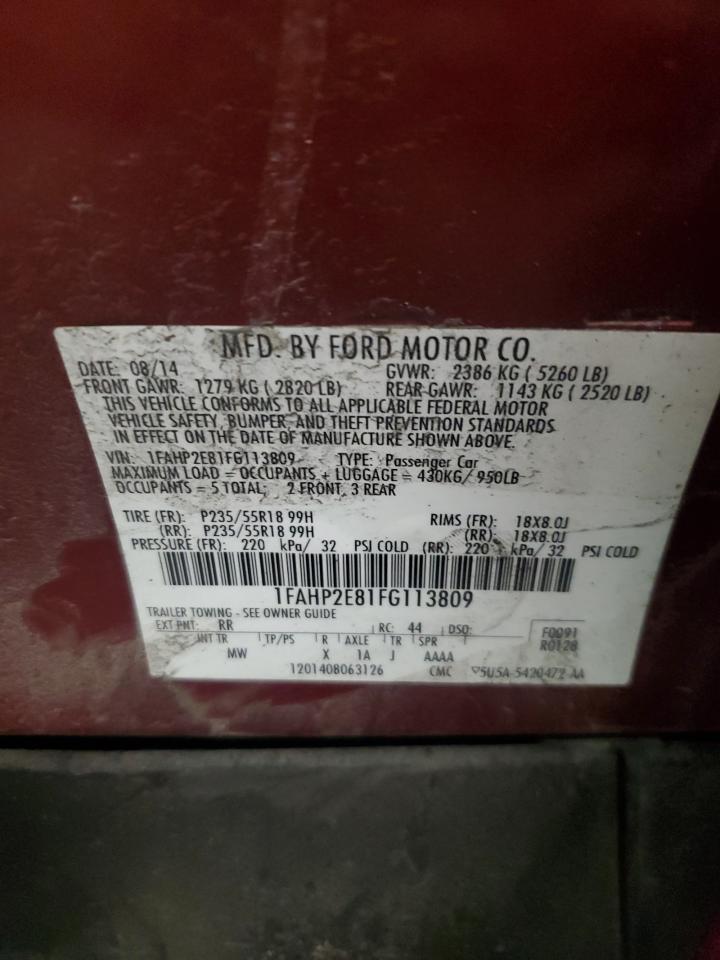 MFD. BY FORD MOTOR CO.
DATE: 08/14 GVWR: 2386 KG ( 5260 LB)
FRONT GAWR: 1279 KG ( 2820 LB) REAR GAWR: 1143 KG ( 2520 LB)
THIS VEHICLE CONFORMS TO ALL APPLICABLE FEDERAL MOTOR
VEHICLE SAFETY, BUMPER, AND THEFT PREVENTION STANDARDS
IN EFFECT ON THE DATE OF MANUFACTURE SHOWN ABOVE.
VIN: 1FAHP2E81FG113809 TYPE: Passenger Car
MAXIMUM LOAD = OCCUPANTS + LUGGAGE = 430KG/ 950LB
OCCUPANTS = 5 TOTAL; 2 FRONT, 3 REAR
TIRE (FR): P235/55R18 99H RIMS (FR): 18X8.0J
(RR): P235/55R18 99H (RR): 18X8.0J
PRESSURE (FR): 220 kPa/ 32 PSI COLD (RR): 220 kPa/ 32 PSI COLD
1FAHP2E81FG113809
TRAILER TOWING - SEE OWNER GUIDE
EXT PNT: RR RC: 44 DSO: F0091
R0128
INT TR TP/PS R AXLE TR SPR
MW X 1A J AAAA
1201408063126 CMC 5U5A-5420472-AA